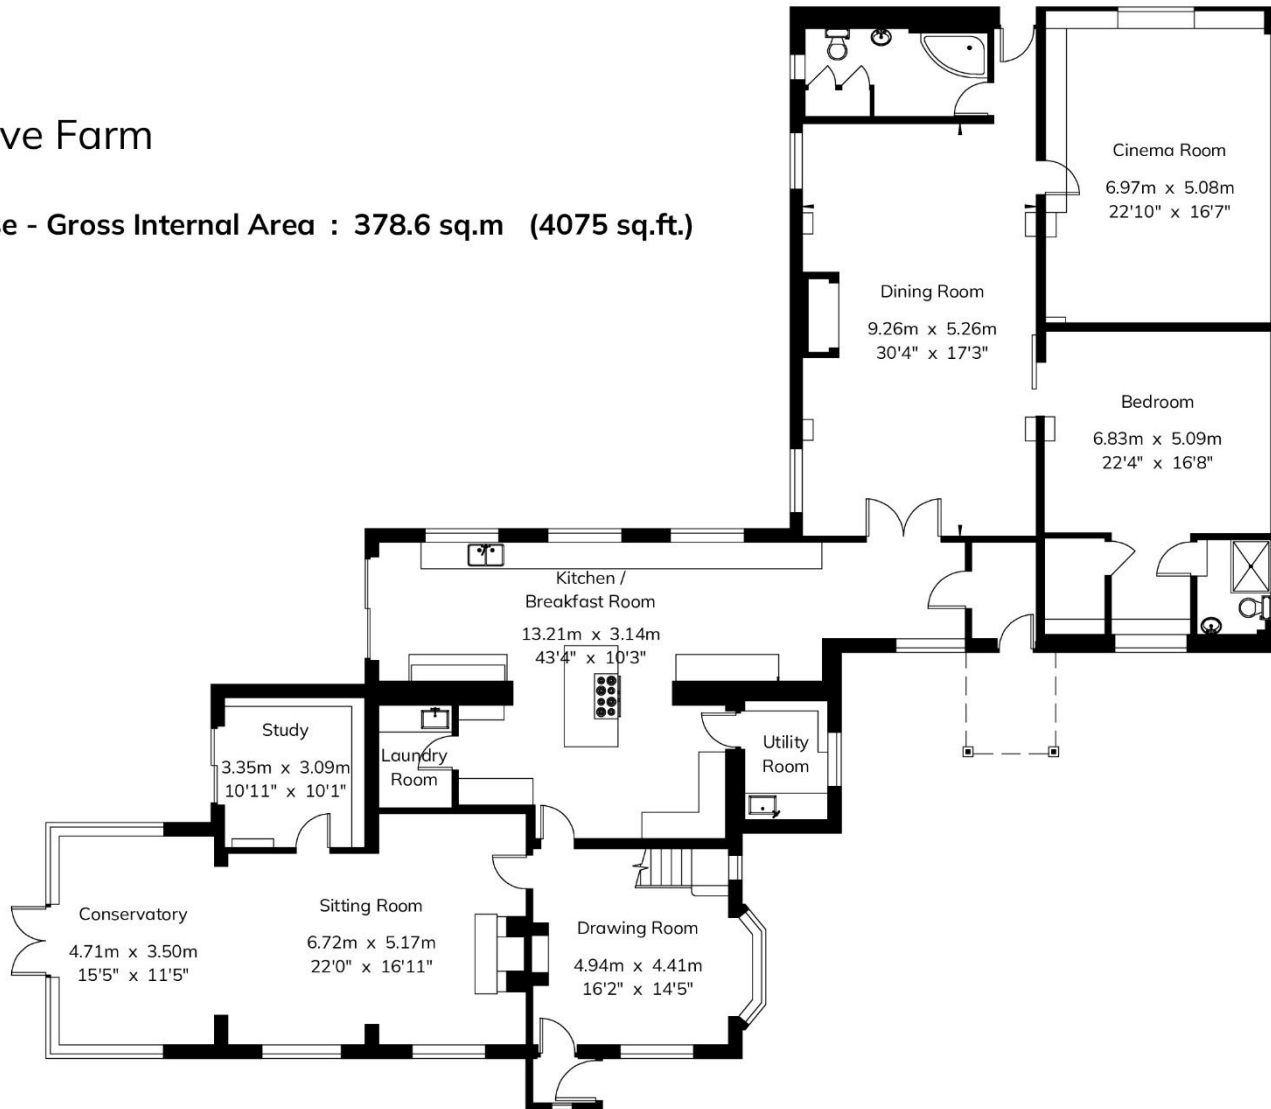 ve Farm
se - Gross Internal Area : 378.6 sq.m (4075 sq.ft.)
Cinema Room
6.97m x 5.08m
22'10" x 16'7"
Dining Room
9.26m x 5.26m
30'4" x 17'3"
Bedroom
6.83m x 5.09m
22'4" x 16'8"
Kitchen /
Breakfast Room
13.21m x 3.14m
43'4" x 10'3"
Study
3.35m x 3.09m
10'11" x 10'1"
Laundry
Room
Utility
Room
Conservatory
4.71m x 3.50m
15'5" x 11'5"
Sitting Room
6.72m x 5.17m
22'0" x 16'11"
Drawing Room
4.94m x 4.41m
16'2" x 14'5"